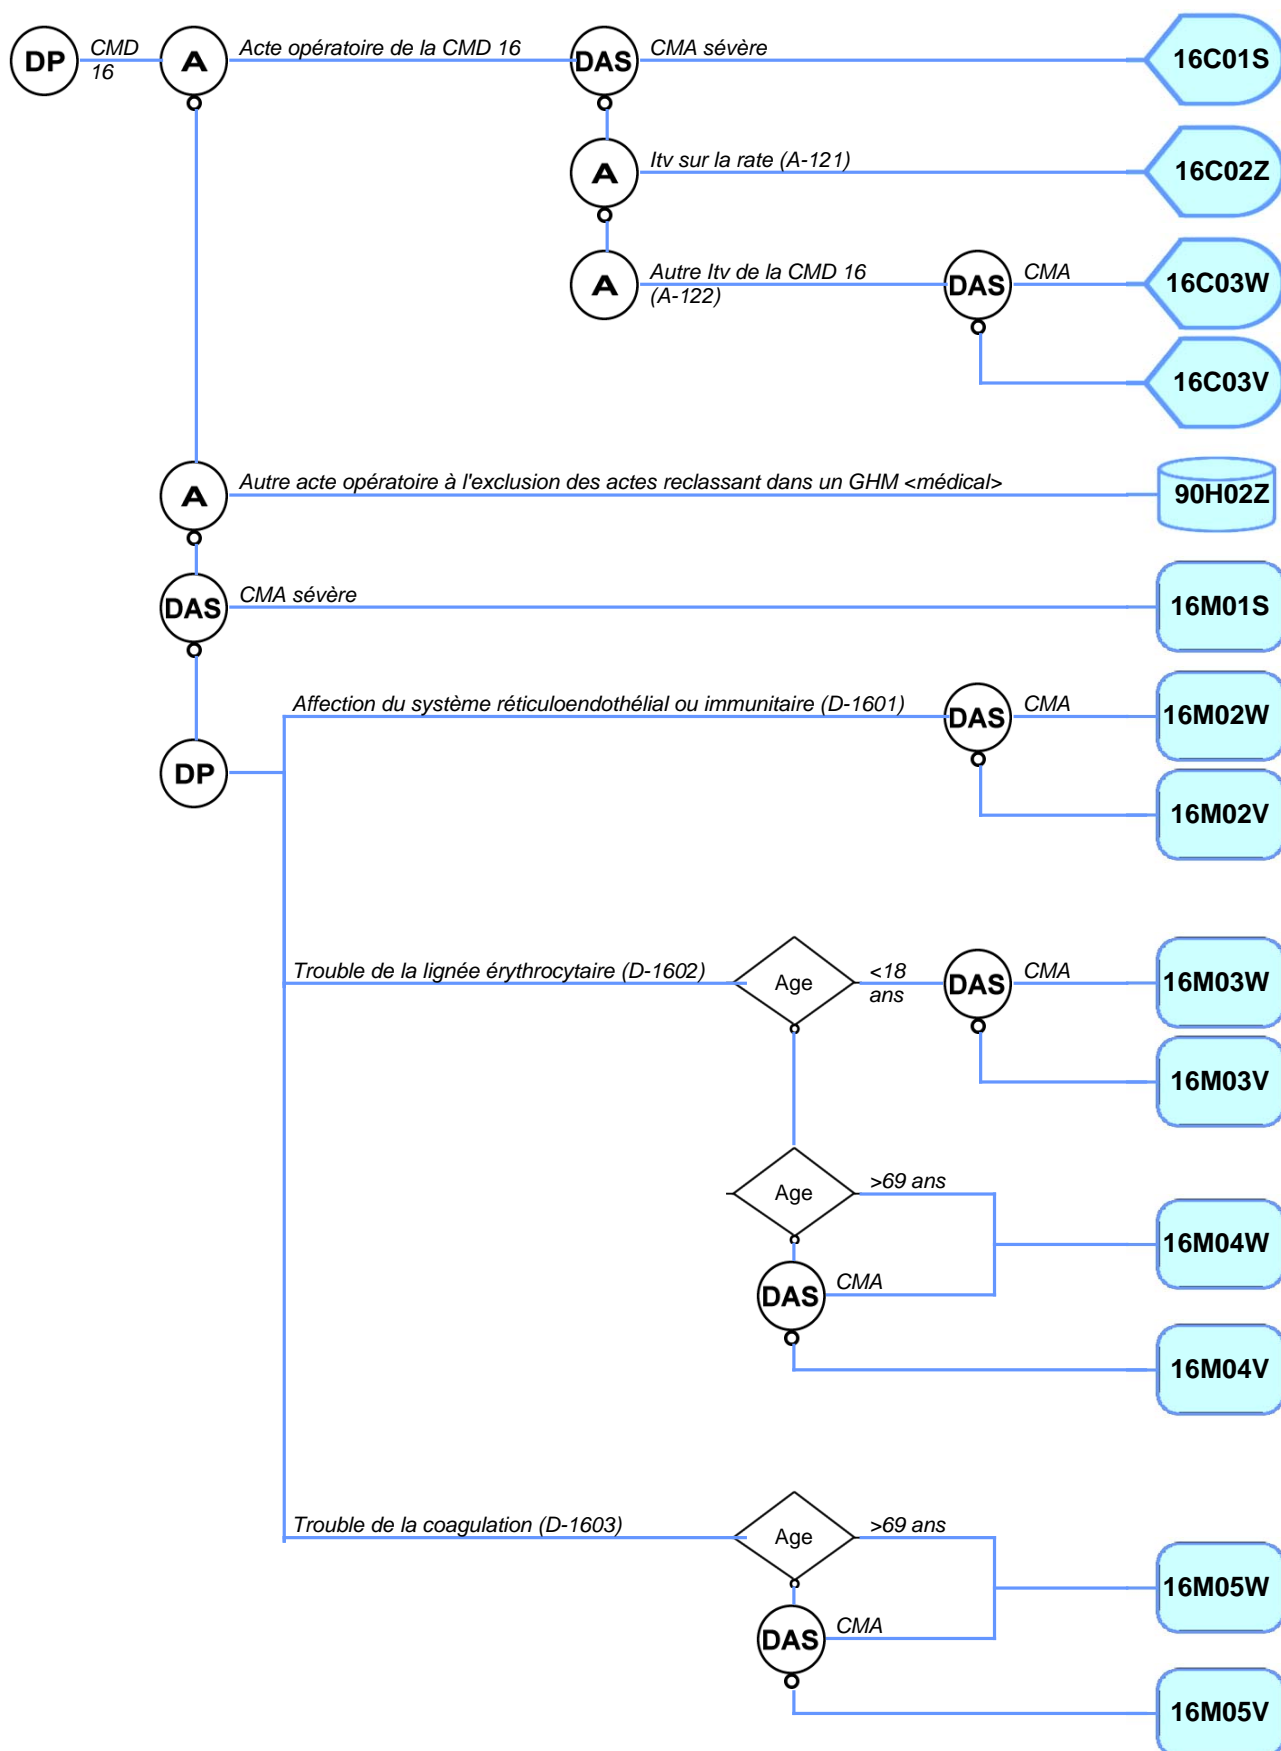 DP
CMD
16
A
Acte opératoire de la CMD 16
DAS
CMA sévère
16C01S
A
Itv sur la rate (A-121)
16C02Z
A
Autre Itv de la CMD 16
(A-122)
DAS
CMA
16C03W
16C03V
A
Autre acte opératoire à l'exclusion des actes reclassant dans un GHM <médical>
90H02Z
DAS
CMA sévère
16M01S
DP
Affection du système réticuloendothélial ou immunitaire (D-1601)
DAS
CMA
16M02W
16M02V
Trouble de la lignée érythrocytaire (D-1602)
Age
<18
ans
DAS
CMA
16M03W
16M03V
Age
>69 ans
16M04W
DAS
CMA
16M04V
Trouble de la coagulation (D-1603)
Age
>69 ans
16M05W
DAS
CMA
16M05V